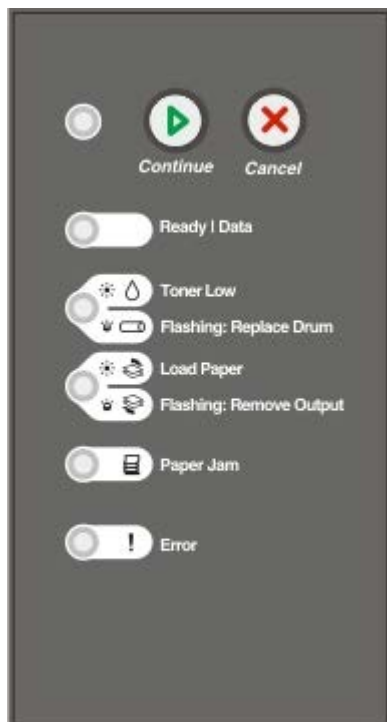 Continue
Cancel
Ready | Data
Toner Low
Flashing: Replace Drum
Load Paper
Flashing: Remove Output
Paper Jam
! Error